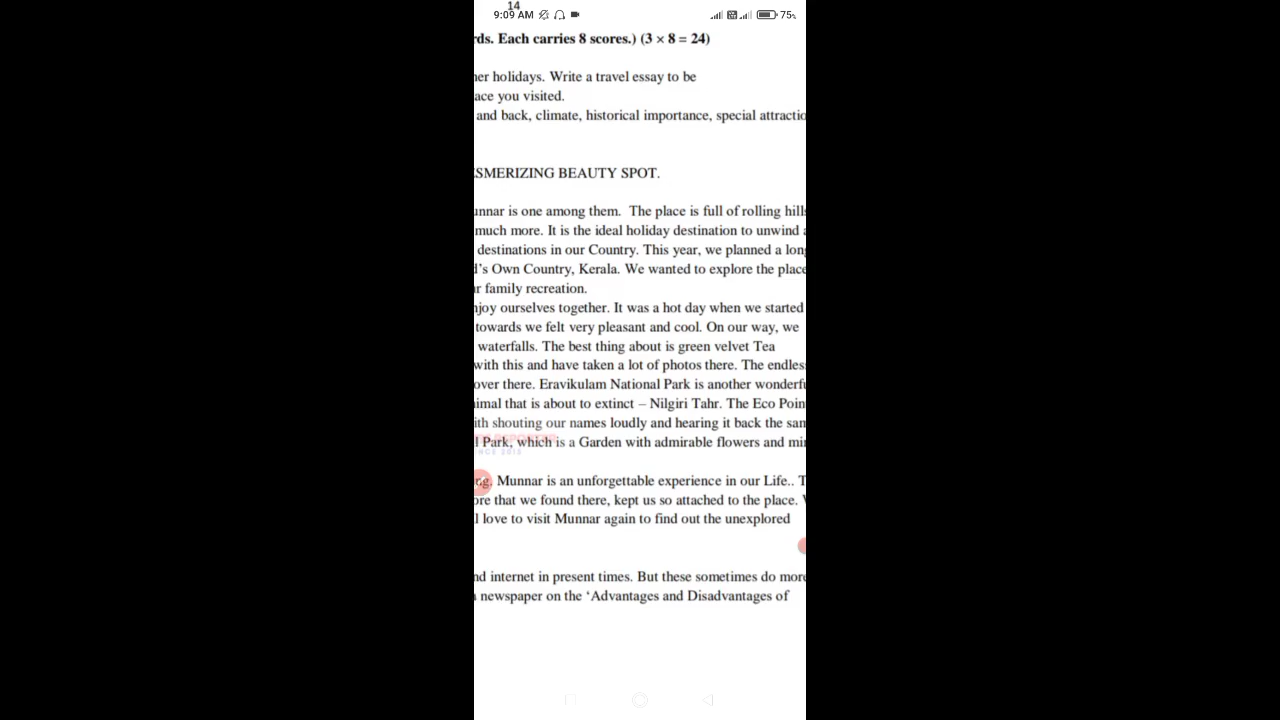 14
9:09 AM 75%
rds. Each carries 8 scores.) (3 × 8 = 24)
her holidays. Write a travel essay to be
ace you visited.
and back, climate, historical importance, special attractio
SMERIZING BEAUTY SPOT.
unnar is one among them. The place is full of rolling hills
much more. It is the ideal holiday destination to unwind a
destinations in our Country. This year, we planned a long
d's Own Country, Kerala. We wanted to explore the place
r family recreation.
njoy ourselves together. It was a hot day when we started
towards we felt very pleasant and cool. On our way, we
waterfalls. The best thing about is green velvet Tea
with this and have taken a lot of photos there. The endless
over there. Eravikulam National Park is another wonderfu
imal that is about to extinct – Nilgiri Tahr. The Eco Poin
ith shouting our names loudly and hearing it back the sam
l Park, which is a Garden with admirable flowers and min
SINCE 2013
ng. Munnar is an unforgettable experience in our Life.. T
ore that we found there, kept us so attached to the place. W
l love to visit Munnar again to find out the unexplored
nd internet in present times. But these sometimes do more
newspaper on the ‘Advantages and Disadvantages of